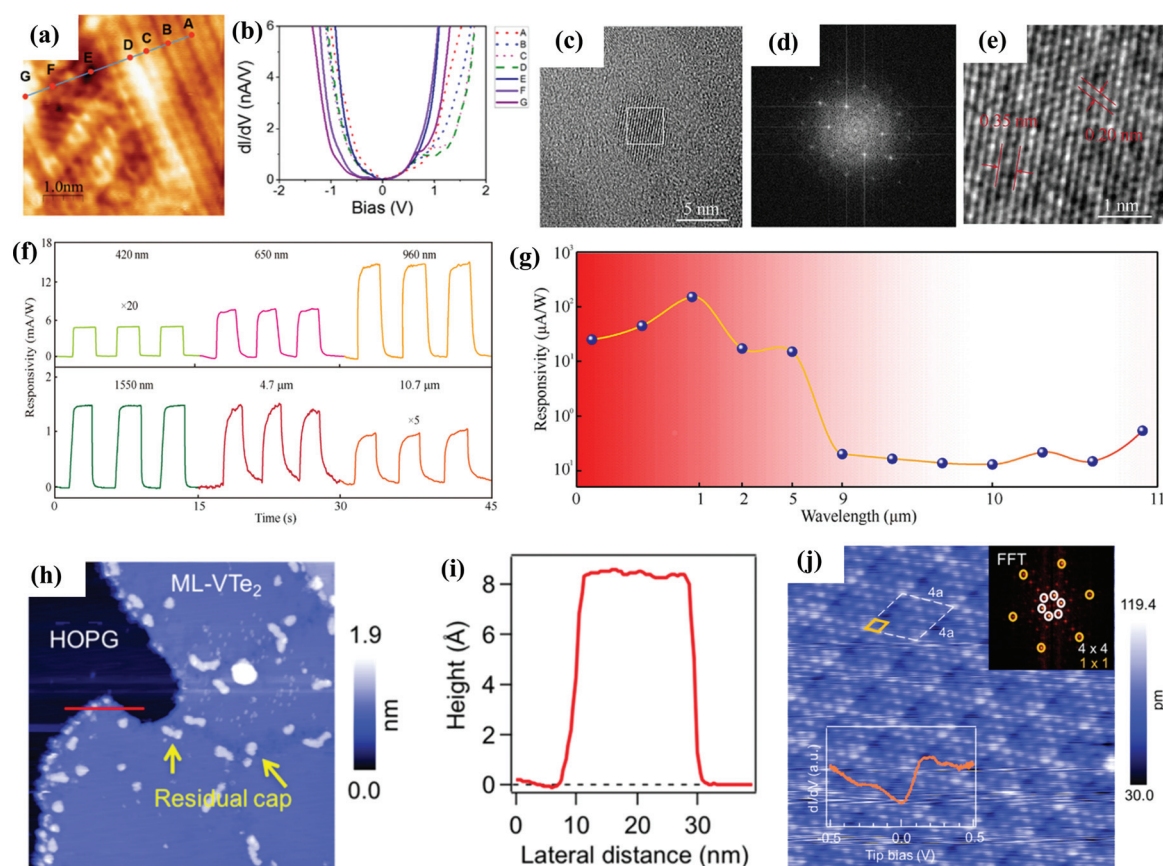 (a)
A
B
C
D
E
F
G
1.0nm
(b)
dI/dV (nA/V)
6
4
2
0
-2 -1 0 1 2
Bias (V)
A
B
C
D
E
F
G
(c)
5 nm
(d)
(e)
0.35 nm
0.20 nm
1 nm
(f)
Responsivity (mA/W)
18
12
6
0
420 nm 650 nm 960 nm
×20
1550 nm 4.7 μm 10.7 μm
×5
2
1
0
0 15 30 45
Time (s)
(g)
Responsivity (μA/W)
10³
10²
10¹
10⁰
10¹
0 1 2 5 9 10 11
Wavelength (μm)
(h)
ML-VTe₂
HOPG
Residual cap
1.9
nm
0.0
(i)
Height (Å)
8
6
4
2
0
0 10 20 30
Lateral distance (nm)
(j)
4a
4a
FFT
4 x 4
1 x 1
119.4
pm
30.0
dI/dV (a.u.)
-0.5 0.0 0.5
Tip bias (V)